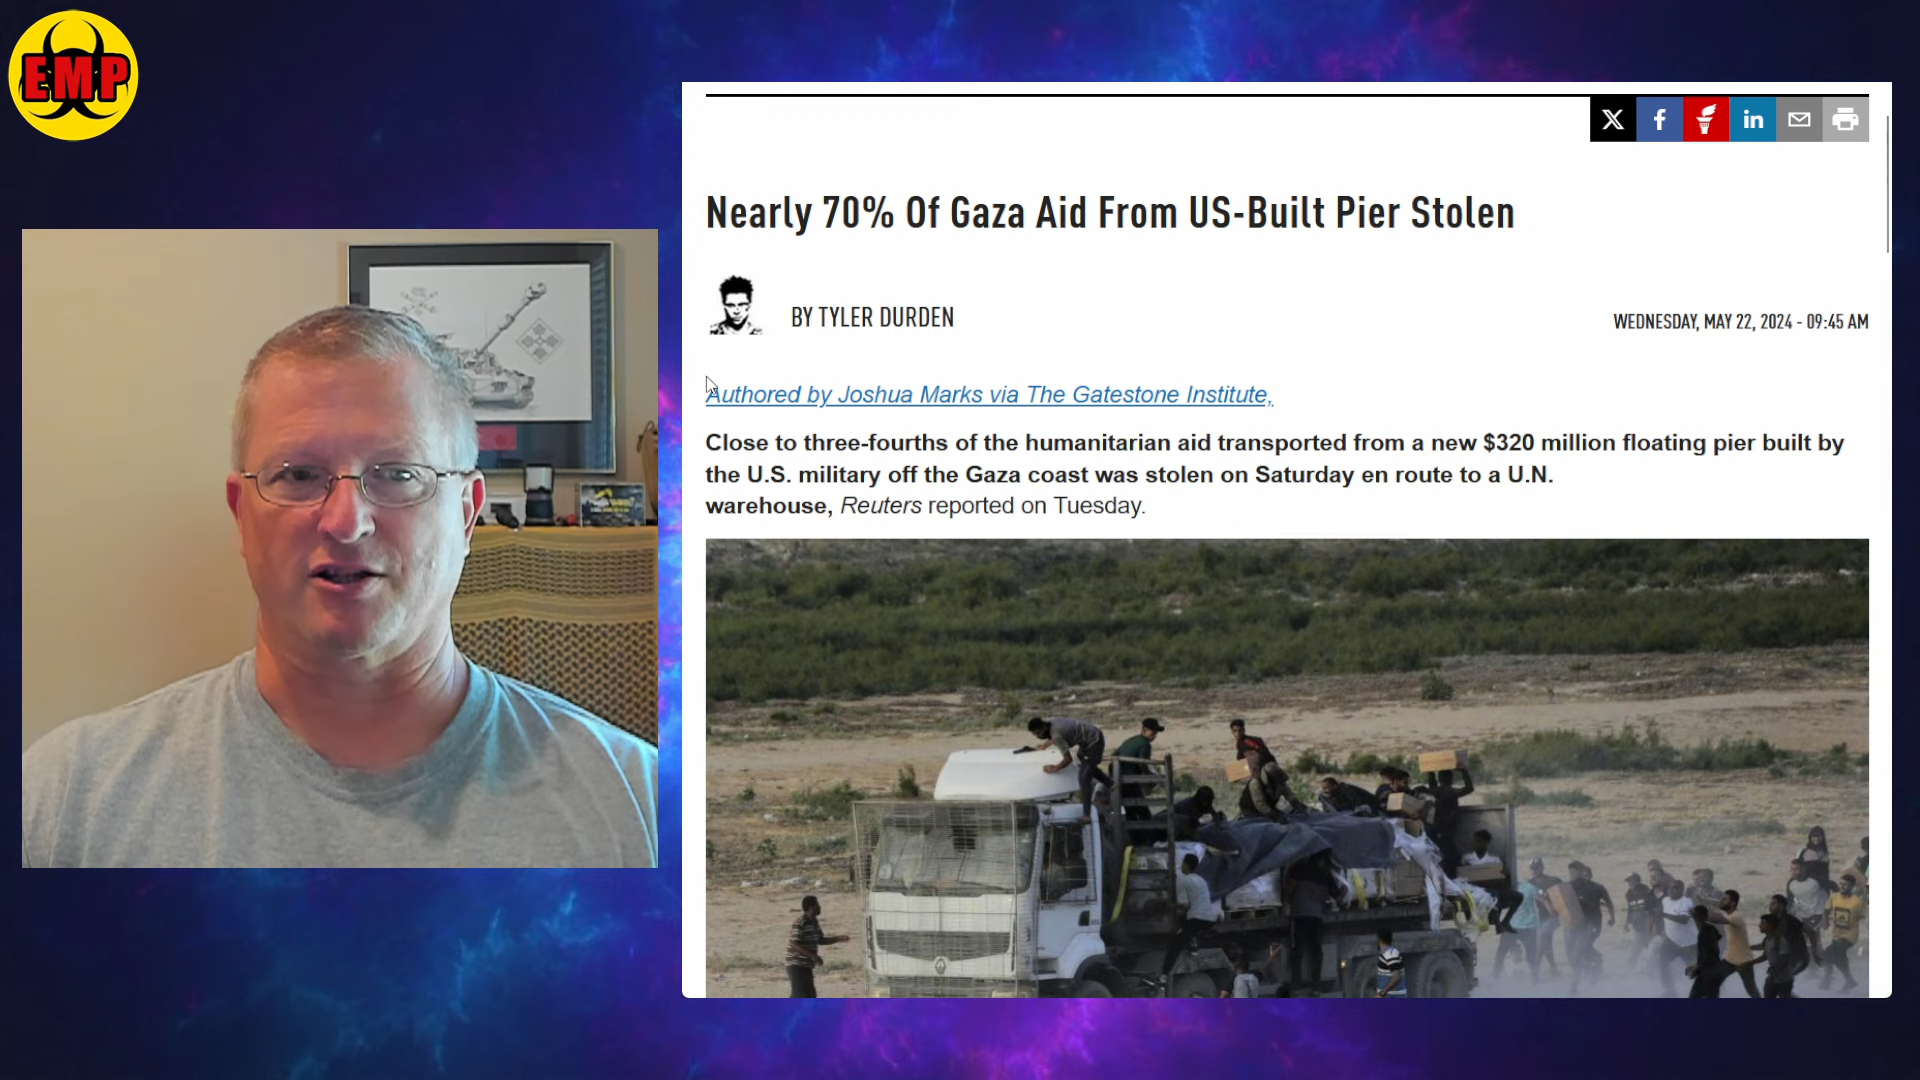 EMP
Nearly 70% Of Gaza Aid From US-Built Pier Stolen
BY TYLER DURDEN
WEDNESDAY, MAY 22, 2024 - 09:45 AM
Authored by Joshua Marks via The Gatestone Institute,
Close to three-fourths of the humanitarian aid transported from a new $320 million floating pier built by
the U.S. military off the Gaza coast was stolen on Saturday en route to a U.N.
warehouse, Reuters reported on Tuesday.